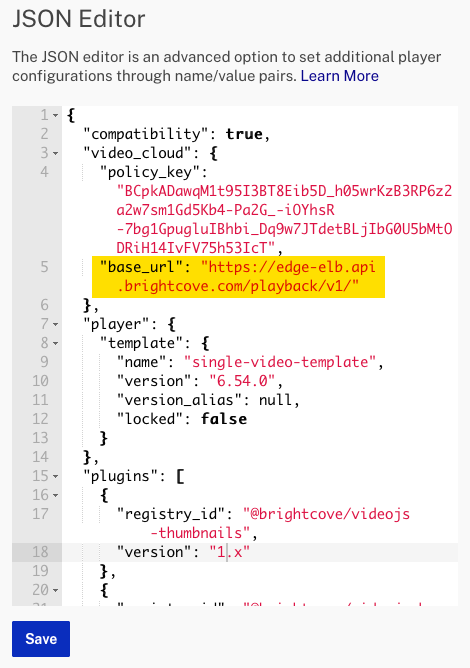 JSON Editor
The JSON editor is an advanced option to set additional player
configurations through name/value pairs. Learn More
1 {
2 "compatibility": true,
3 "video_cloud": {
4 "policy_key":
"BCpkADawqM1t95I3BT8Eib5D_h05wrKzB3RP6z2
a2w7sm1Gd5Kb4-Pa2G_-iOYhsR
-7bg1GpugluIBhbi_Dq9w7JTdetBLjIbG0U5bMtO
DRiH14IvFV75h53IcT",
5 "base_url": "https://edge-elb.api
.brightcove.com/playback/v1/"
6 },
7 "player": {
8 "template": {
9 "name": "single-video-template",
10 "version": "6.54.0",
11 "version_alias": null,
12 "locked": false
13 }
14 },
15 "plugins": [
16 {
17 "registry_id": "@brightcove/videojs
-thumbnails",
18 "version": "1.x"
19 },
20 {
Save